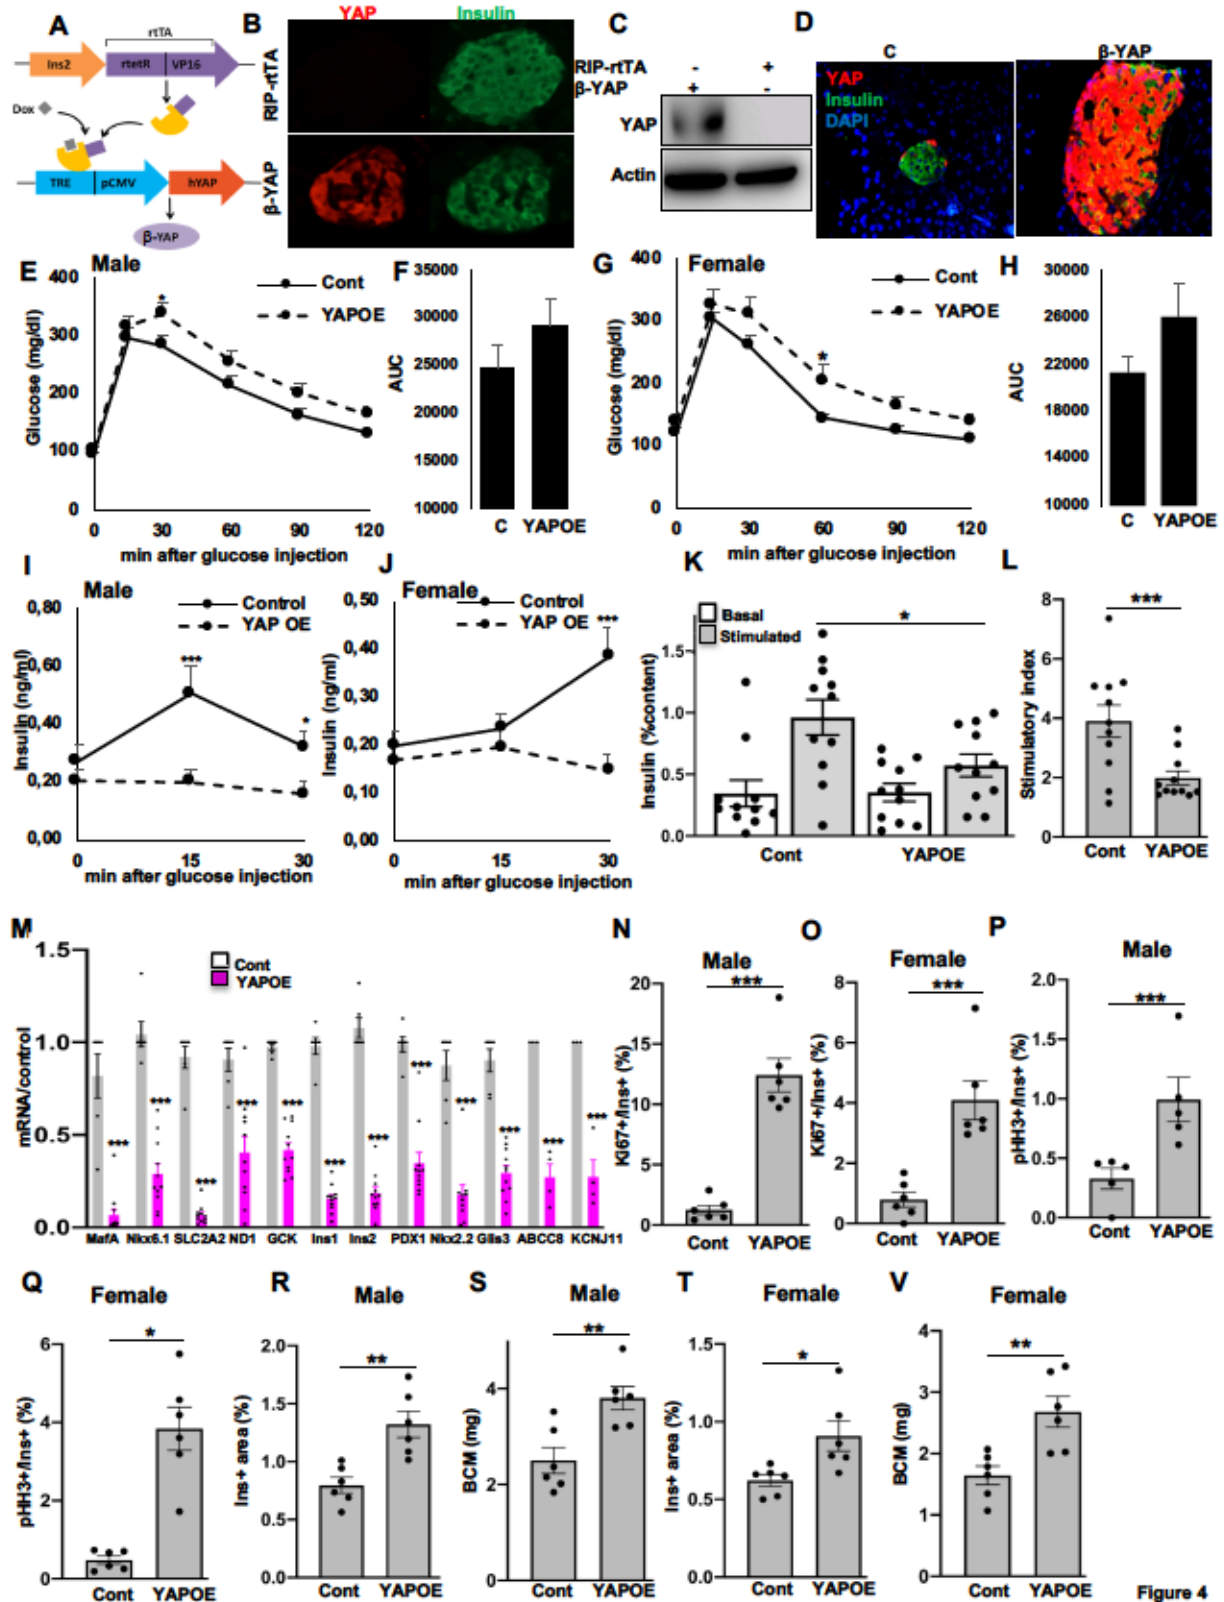 A
rtTA
Ins2
rtetR
VP16
Dox
TRE
pCMV
hYAP
β-YAP
B
YAP
Insulin
RIP-rtTA
β-YAP
C
RIP-rtTA - +
β-YAP + -
YAP
Actin
D
C
β-YAP
YAP
Insulin
DAPI
E
Male
Cont
YAPOE
*
Glucose (mg/dl)
400
300
200
100
0
0 30 60 90 120
min after glucose injection
F
AUC
35000
30000
25000
20000
15000
10000
C YAPOE
G
Female
Cont
YAPOE
*
Glucose (mg/dl)
400
300
200
100
0
0 30 60 90 120
min after glucose injection
H
AUC
30000
26000
22000
18000
14000
10000
C YAPOE
I
Male
Control
YAP OE
***
*
Insulin (ng/ml)
0,80
0,60
0,40
0,20
0,00
0 15 30
min after glucose injection
J
Female
Control
YAP OE
***
Insulin (ng/ml)
0,50
0,40
0,30
0,20
0,10
0,00
0 15 30
min after glucose injection
K
Basal
Stimulated
*
Insulin (%content)
1.5
1.0
0.5
0.0
Cont YAPOE
L
***
Stimulatory index
8
6
4
2
0
Cont YAPOE
M
Cont
YAPOE
mRNA/control
1.5
1.0
0.5
0.0
*** *** *** *** *** *** *** *** *** *** *** ***
MafA Nkx6.1 SLC2A2 ND1 GCK Ins1 Ins2 PDX1 Nkx2.2 Glis3 ABCC8 KCNJ11
N
Male
***
Ki67+/Ins+ (%)
20
15
10
5
0
Cont YAPOE
O
Female
***
Ki67+/Ins+ (%)
8
6
4
2
0
Cont YAPOE
P
Male
***
pHH3+/Ins+ (%)
2.0
1.5
1.0
0.5
0.0
Cont YAPOE
Q
Female
*
pHH3+/Ins+ (%)
6
4
2
0
Cont YAPOE
R
Male
**
Ins+ area (%)
2.0
1.5
1.0
0.5
0.0
Cont YAPOE
S
Male
**
BCM (mg)
4
2
0
Cont YAPOE
T
Female
*
Ins+ area (%)
1.5
1.0
0.5
0.0
Cont YAPOE
V
Female
**
BCM (mg)
4
3
2
1
0
Cont YAPOE
Figure 4